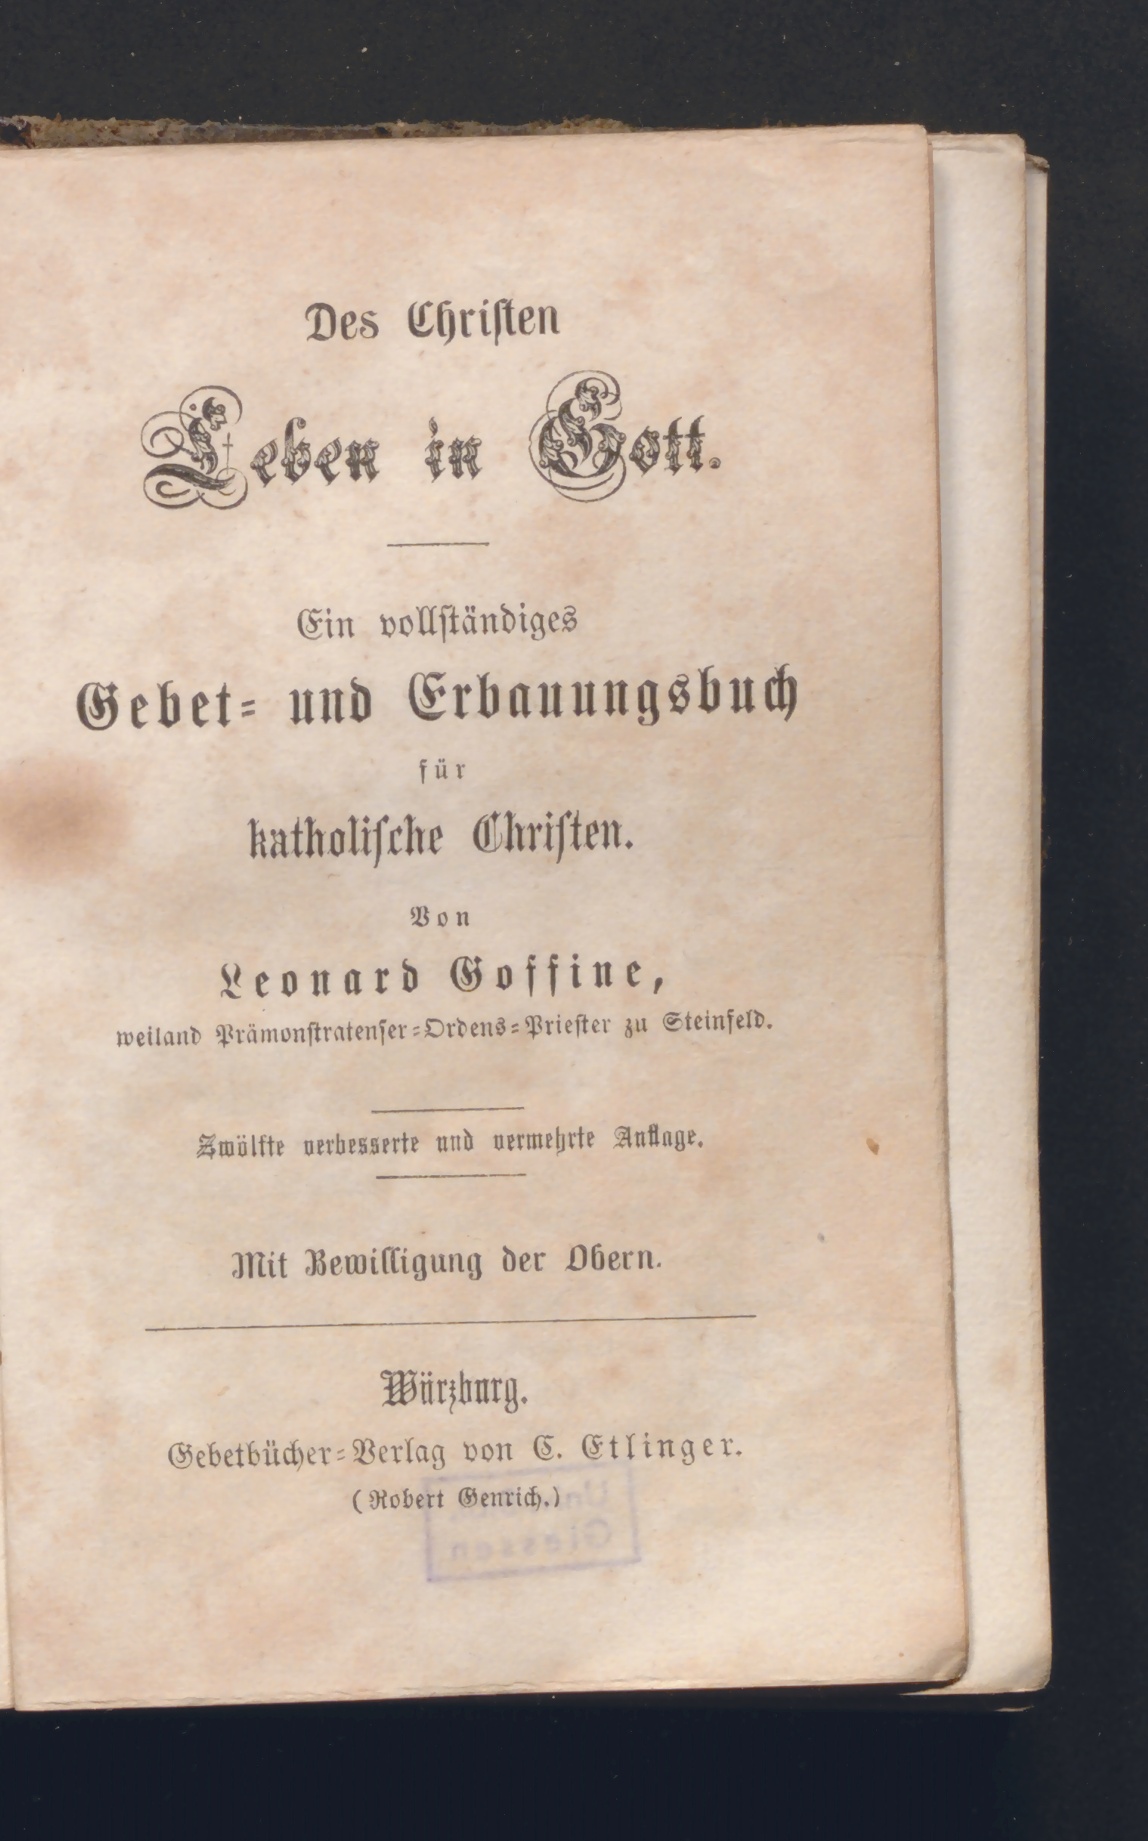 Des Christen
Leben in Gott.
Ein vollständiges
Gebet- und Erbauungsbuch
für
katholische Christen.
Von
Leonard Goffine,
weiland Prämonstratenser-Ordens-Priester zu Steinfeld.
Zwölfte verbesserte und vermehrte Auflage.
Mit Bewilligung der Obern.
Würzburg.
Gebetbücher-Verlag von C. Etlinger.
(Robert Genrich.)
Giessen